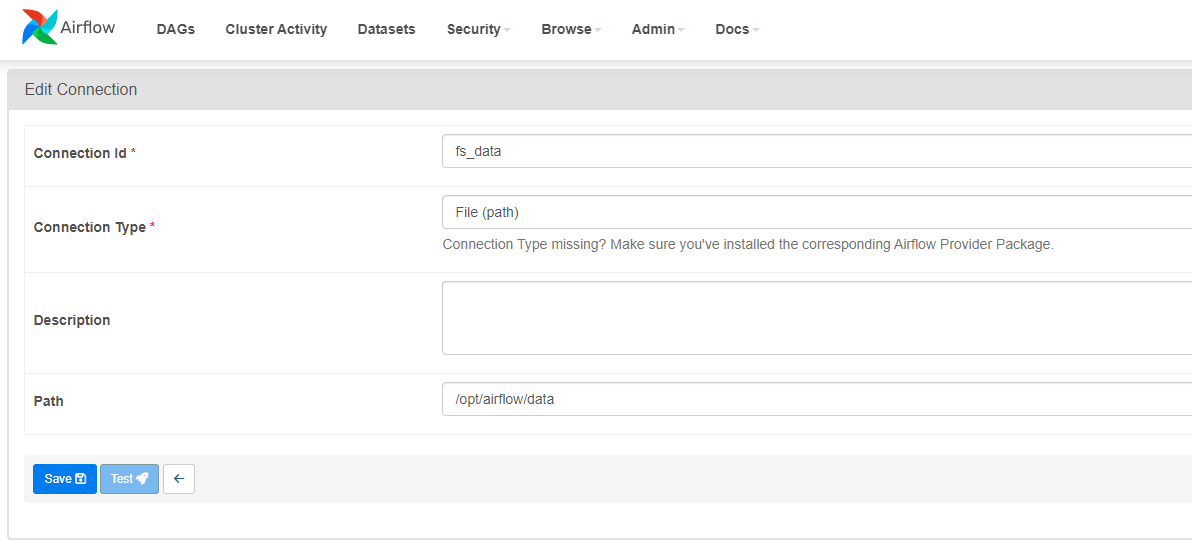 Airflow DAGs Cluster Activity Datasets Security Browse Admin Docs
Edit Connection
Connection Id * fs_data
Connection Type * File (path)
Connection Type missing? Make sure you've installed the corresponding Airflow Provider Package.
Description
Path /opt/airflow/data
Save Test